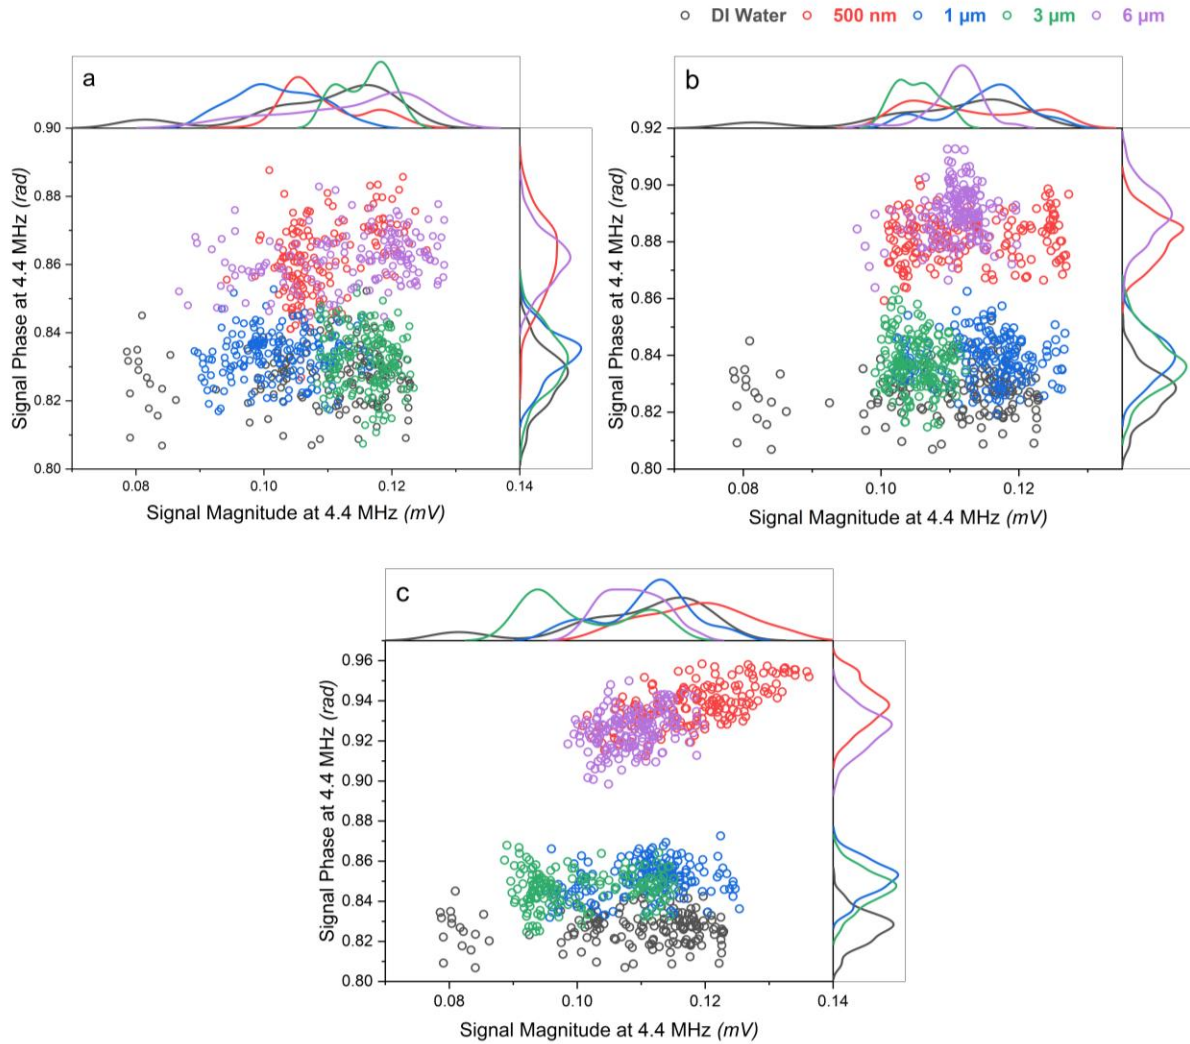 DI Water 500 nm 1 µm 3 µm 6 µm
a
0.90
0.88
0.86
0.84
0.82
0.80
Signal Phase at 4.4 MHz (rad)
0.08 0.10 0.12 0.14
Signal Magnitude at 4.4 MHz (mV)
b
0.92
0.90
0.88
0.86
0.84
0.82
0.80
Signal Phase at 4.4 MHz (rad)
0.08 0.10 0.12
Signal Magnitude at 4.4 MHz (mV)
c
0.96
0.94
0.92
0.90
0.88
0.86
0.84
0.82
0.80
Signal Phase at 4.4 MHz (rad)
0.08 0.10 0.12 0.14
Signal Magnitude at 4.4 MHz (mV)